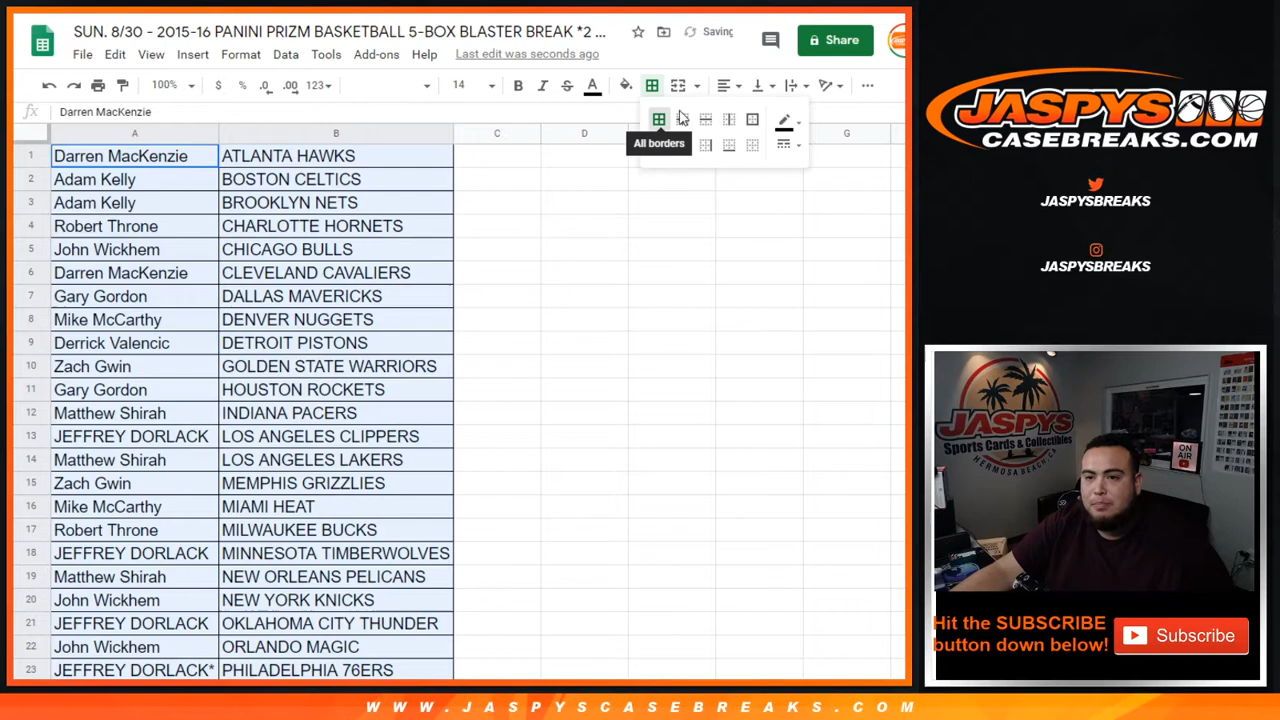 SUN. 8/30 - 2015-16 PANINI PRIZM BASKETBALL 5-BOX BLASTER BREAK *2 ...
Saving
File Edit View Insert Format Data Tools Add-ons Help Last edit was seconds ago
Share
100% $ % .0 .00 123 14 B I S A
fx Darren MacKenzie
A B C D G
All borders
1 Darren MacKenzie ATLANTA HAWKS
2 Adam Kelly BOSTON CELTICS
3 Adam Kelly BROOKLYN NETS
4 Robert Throne CHARLOTTE HORNETS
5 John Wickhem CHICAGO BULLS
6 Darren MacKenzie CLEVELAND CAVALIERS
7 Gary Gordon DALLAS MAVERICKS
8 Mike McCarthy DENVER NUGGETS
9 Derrick Valencic DETROIT PISTONS
10 Zach Gwin GOLDEN STATE WARRIORS
11 Gary Gordon HOUSTON ROCKETS
12 Matthew Shirah INDIANA PACERS
13 JEFFREY DORLACK LOS ANGELES CLIPPERS
14 Matthew Shirah LOS ANGELES LAKERS
15 Zach Gwin MEMPHIS GRIZZLIES
16 Mike McCarthy MIAMI HEAT
17 Robert Throne MILWAUKEE BUCKS
18 JEFFREY DORLACK MINNESOTA TIMBERWOLVES
19 Matthew Shirah NEW ORLEANS PELICANS
20 John Wickhem NEW YORK KNICKS
21 JEFFREY DORLACK OKLAHOMA CITY THUNDER
22 John Wickhem ORLANDO MAGIC
23 JEFFREY DORLACK* PHILADELPHIA 76ERS
JASPYS
CASEBREAKS.COM
JASPYSBREAKS
JASPYSBREAKS
JASPYS
Sports Cards & Collectibles
HERMOSA BEACH, CA
ON AIR
Hit the SUBSCRIBE
button down below!
Subscribe
WWW.JASPYSCASEBREAKS.COM